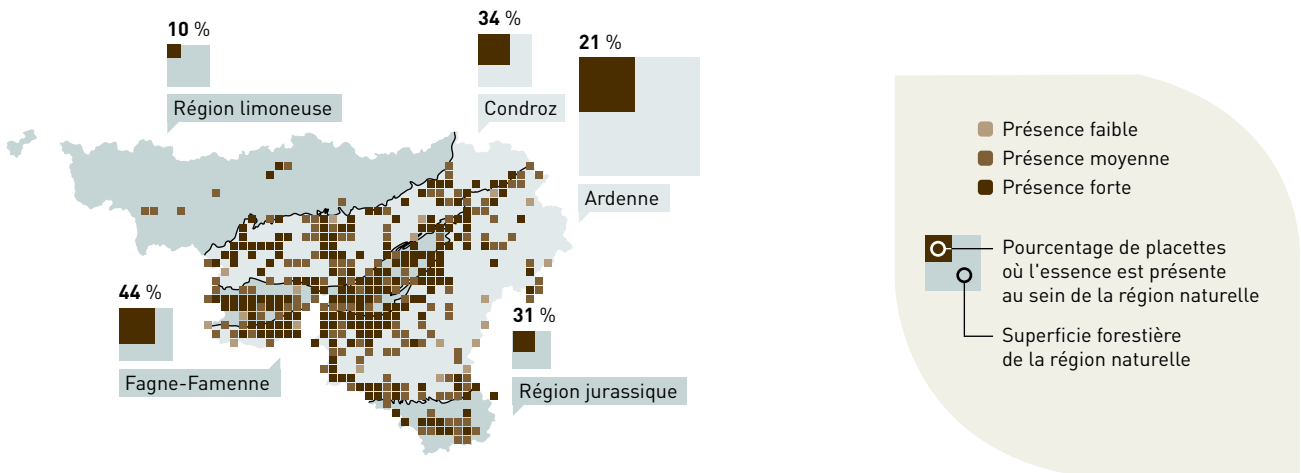 10 %
Région limoneuse
34 %
Condroz
21 %
Ardenne
44 %
Fagne-Famenne
31 %
Région jurassique
Présence faible
Présence moyenne
Présence forte
Pourcentage de placettes
où l'essence est présente
au sein de la région naturelle
Superficie forestière
de la région naturelle